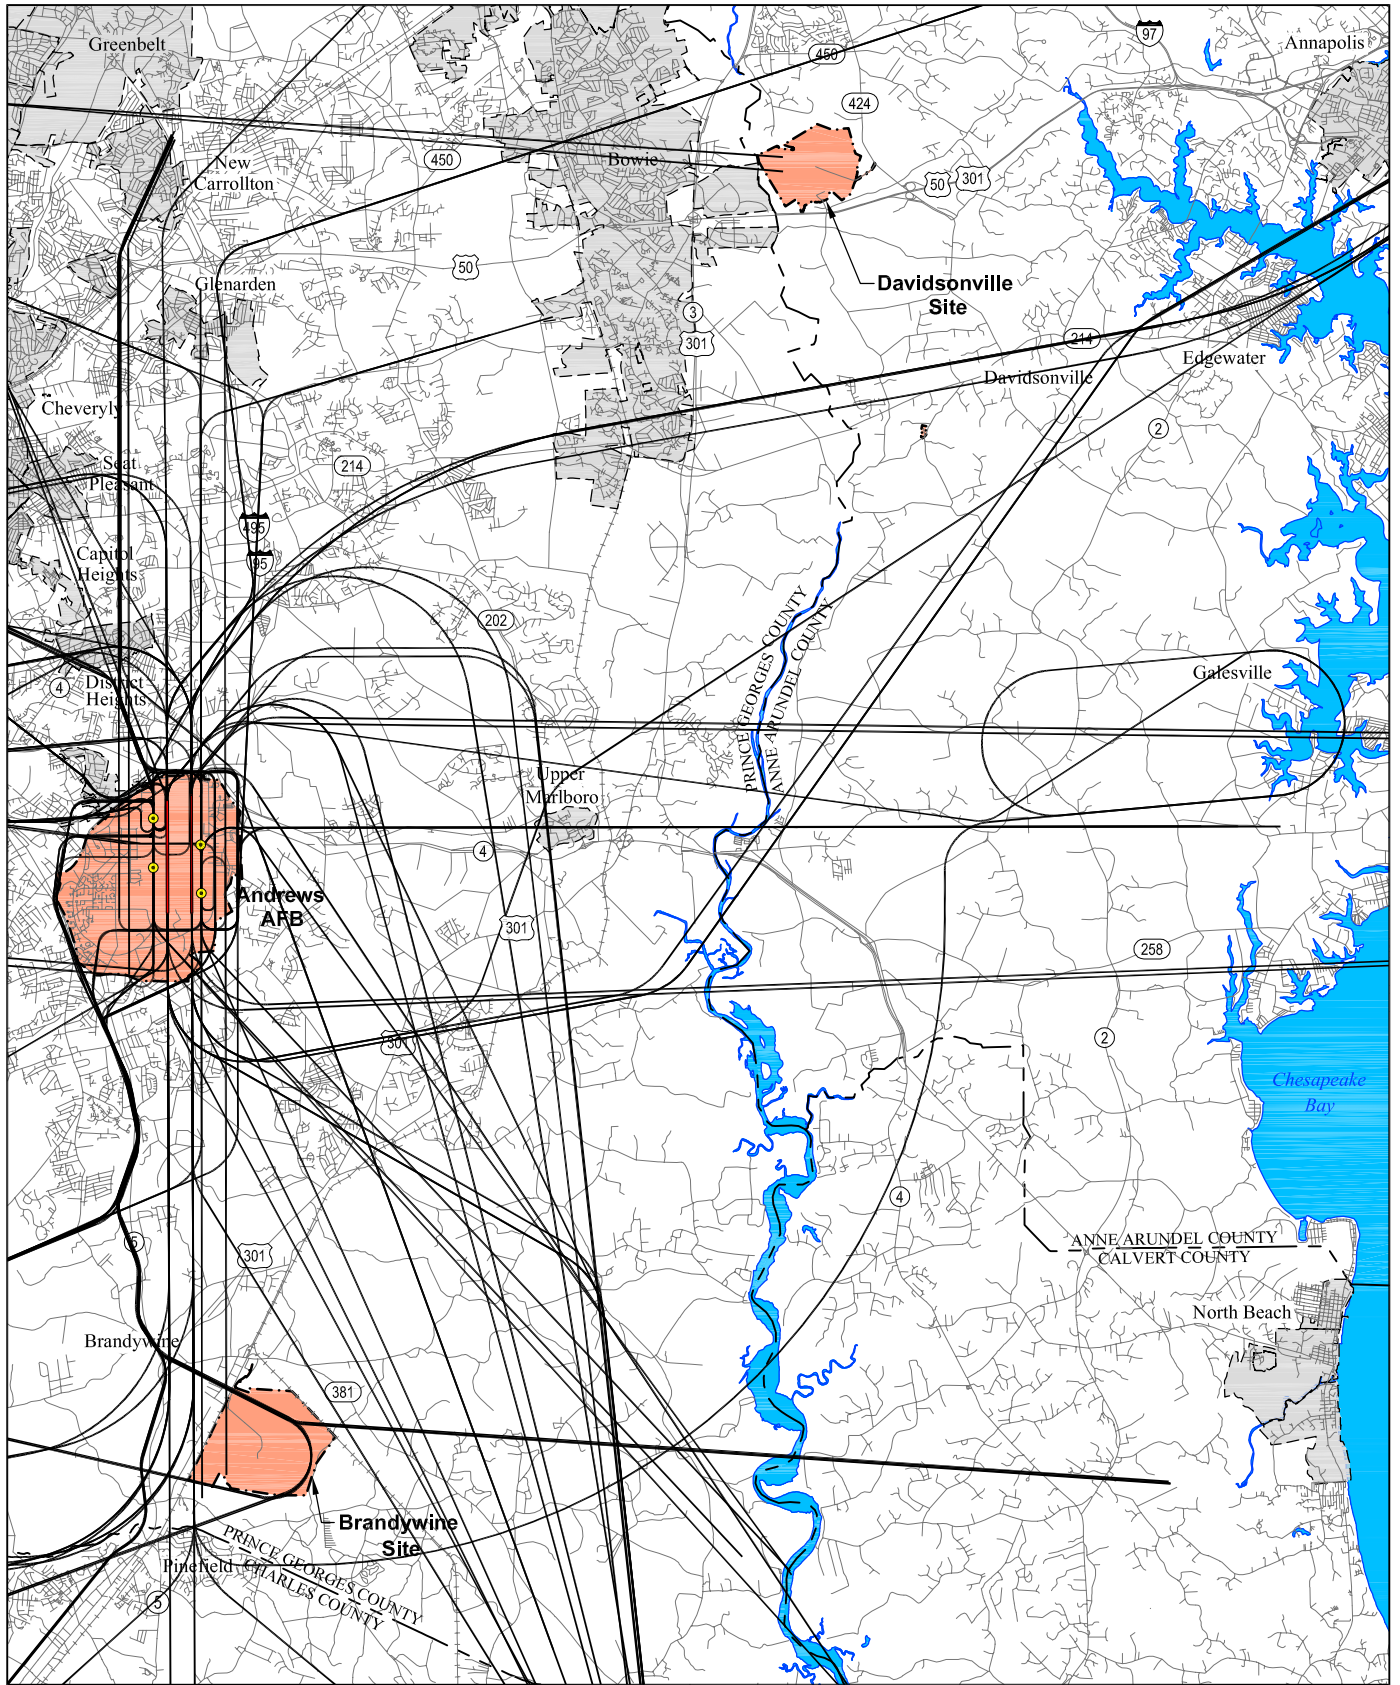 Greenbelt
97
Annapolis
450
424
New
Carrollton
450
Bowie
50
301
Glenarden
50
Davidsonville
Site
3
301
214
Edgewater
Davidsonville
Cheveryly
2
Seat
Pleasant
214
495
95
Capitol
Heights
202
PRINCE GEORGES COUNTY
ANNE ARUNDEL COUNTY
4
District
Heights
Galesville
Upper
Marlboro
4
Andrews
AFB
301
258
301
2
Chesapeake
Bay
4
5
301
ANNE ARUNDEL COUNTY
CALVERT COUNTY
North Beach
Brandywine
381
Brandywine
Site
PRINCE GEORGES COUNTY
CHARLES COUNTY
Pinefield
5